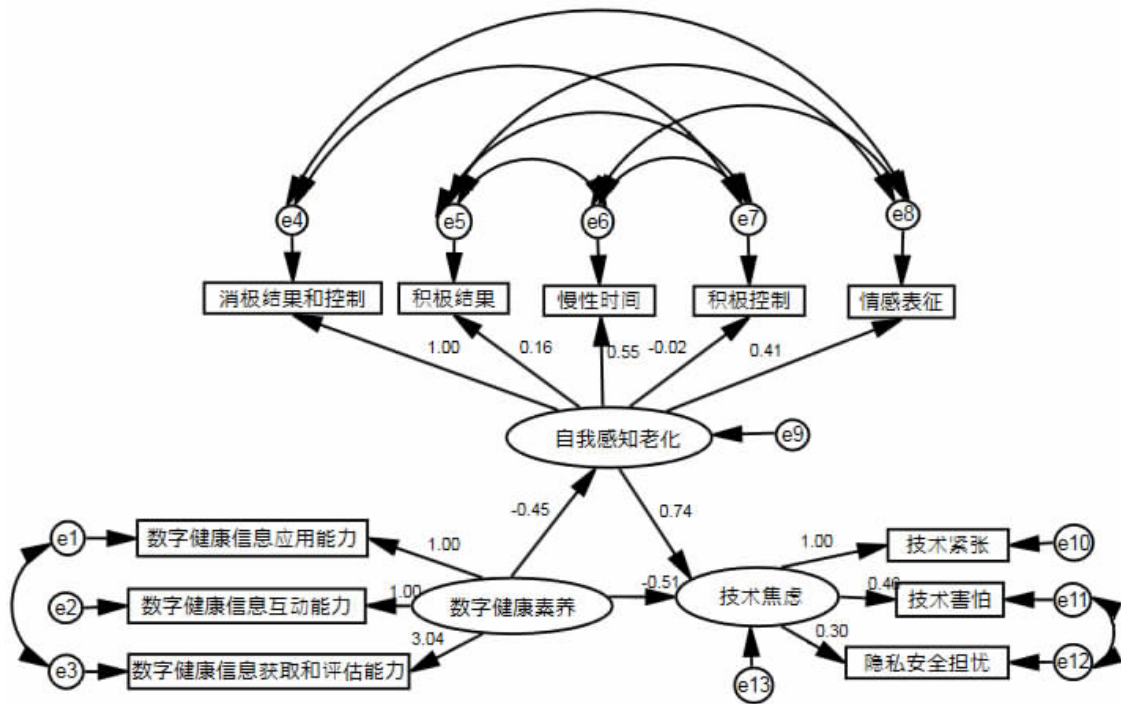 e4
e5
e6
e7
e8
消极结果和控制
积极结果
慢性时间
积极控制
情感表征
1.00
0.16
0.55
-0.02
0.41
自我感知老化
e9
-0.45
0.74
e1
数字健康信息应用能力
1.00
e2
数字健康信息互动能力
1.00
e3
数字健康信息获取和评估能力
3.04
数字健康素养
-0.51
技术焦虑
e13
1.00
技术紧张
e10
0.46
技术害怕
e11
0.30
隐私安全担忧
e12